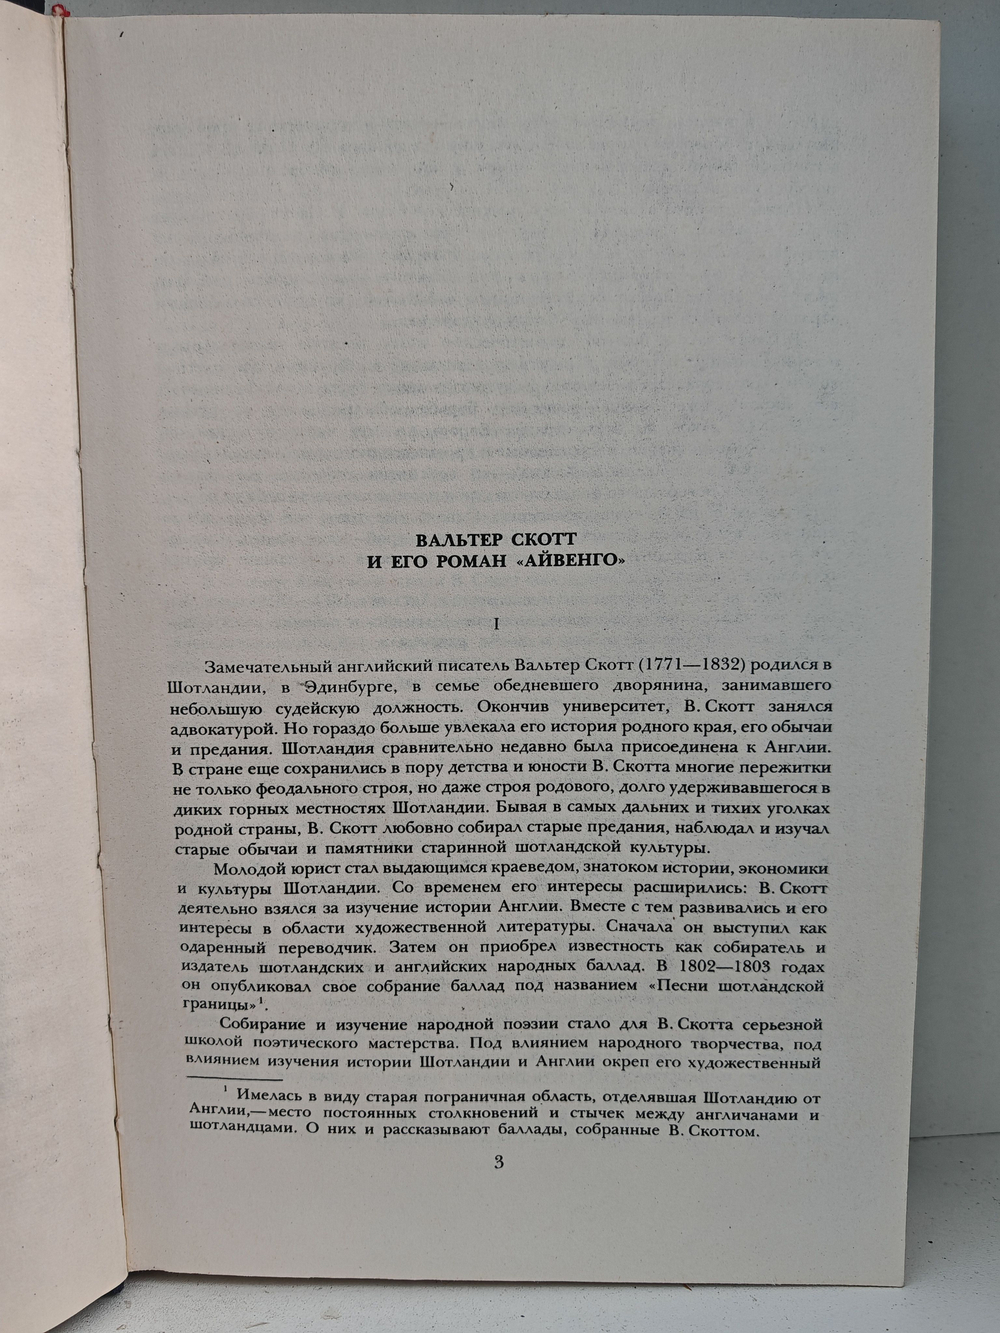 ВАЛЬТЕР СКОТТ
И ЕГО РОМАН «АЙВЕНГО»
I
Замечательный английский писатель Вальтер Скотт (1771—1832) родился в
Шотландии, в Эдинбурге, в семье обедневшего дворянина, занимавшего
небольшую судейскую должность. Окончив университет, В. Скотт занялся
адвокатурой. Но гораздо больше увлекала его история родного края, его обычаи
и предания. Шотландия сравнительно недавно была присоединена к Англии.
В стране еще сохранились в пору детства и юности В. Скотта многие пережитки
не только феодального строя, но даже строя родового, долго удерживавшегося в
диких горных местностях Шотландии. Бывая в самых дальних и тихих уголках
родной страны, В. Скотт любовно собирал старые предания, наблюдал и изучал
старые обычаи и памятники старинной шотландской культуры.
Молодой юрист стал выдающимся краеведом, знатоком истории, экономики
и культуры Шотландии. Со временем его интересы расширились: В. Скотт
деятельно взялся за изучение истории Англии. Вместе с тем развивались и его
интересы в области художественной литературы. Сначала он выступил как
одаренный переводчик. Затем он приобрел известность как собиратель и
издатель шотландских и английских народных баллад. В 1802—1803 годах
он опубликовал свое собрание баллад под названием «Песни шотландской
границы»¹.
Собирание и изучение народной поэзии стало для В. Скотта серьезной
школой поэтического мастерства. Под влиянием народного творчества, под
влиянием изучения истории Шотландии и Англии окреп его художественный
¹ Имелась в виду старая пограничная область, отделявшая Шотландию от
Англии,—место постоянных столкновений и стычек между англичанами и
шотландцами. О них и рассказывают баллады, собранные В. Скоттом.
3